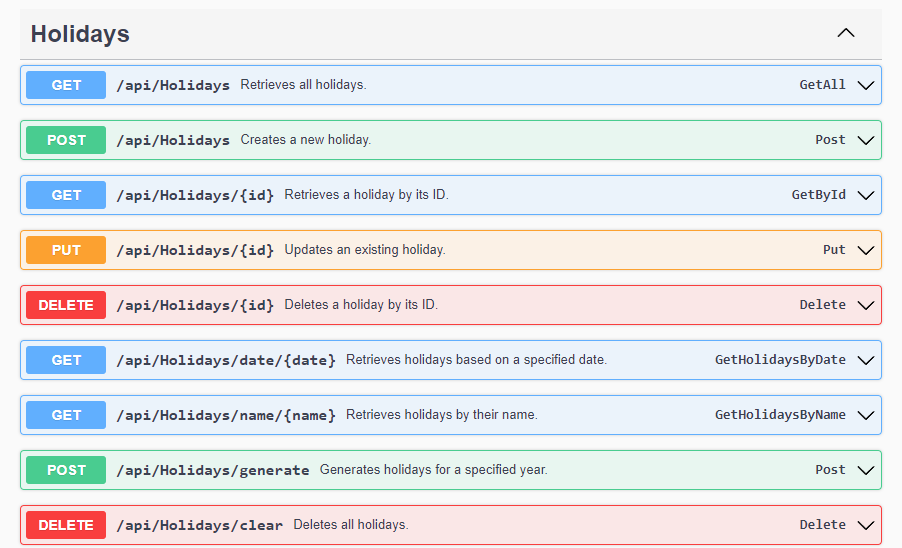 Holidays
GET /api/Holidays Retrieves all holidays. GetAll
POST /api/Holidays Creates a new holiday. Post
GET /api/Holidays/{id} Retrieves a holiday by its ID. GetById
PUT /api/Holidays/{id} Updates an existing holiday. Put
DELETE /api/Holidays/{id} Deletes a holiday by its ID. Delete
GET /api/Holidays/date/{date} Retrieves holidays based on a specified date. GetHolidaysByDate
GET /api/Holidays/name/{name} Retrieves holidays by their name. GetHolidaysByName
POST /api/Holidays/generate Generates holidays for a specified year. Post
DELETE /api/Holidays/clear Deletes all holidays. Delete